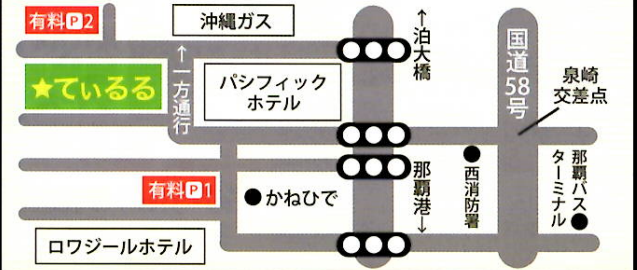 有料P2
沖縄ガス
↑泊大橋
国道58号
泉崎
交差点
★てぃるる
↑一方通行
パシフィック
ホテル
有料P1
●かねひで
那覇港↓
西消防署
那覇バス
ターミナル
ロワジールホテル